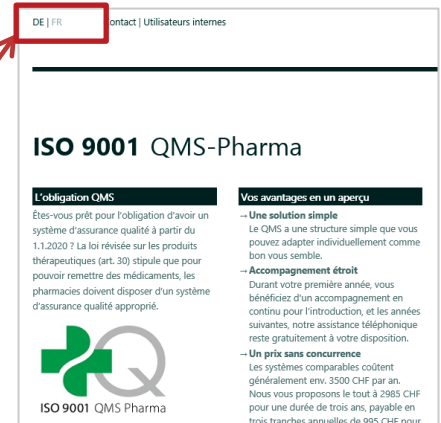 DE | FR ontact | Utilisateurs internes
ISO 9001 QMS-Pharma
L'obligation QMS
Êtes-vous prêt pour l'obligation d'avoir un
système d'assurance qualité à partir du
1.1.2020 ? La loi révisée sur les produits
thérapeutiques (art. 30) stipule que pour
pouvoir remettre des médicaments, les
pharmacies doivent disposer d'un système
d'assurance qualité approprié.
ISO 9001 QMS Pharma
Vos avantages en un aperçu
→ Une solution simple
Le QMS a une structure simple que vous
pouvez adapter individuellement comme
bon vous semble.
→ Accompagnement étroit
Durant votre première année, vous
bénéficiez d'un accompagnement en
continu pour l'introduction, et les années
suivantes, notre assistance téléphonique
reste gratuitement à votre disposition.
→ Un prix sans concurrence
Les systèmes comparables coûtent
généralement env. 3500 CHF par an.
Nous vous proposons le tout à 2985 CHF
pour une durée de trois ans, payable en
trois tranches annuelles de 995 CHF pour